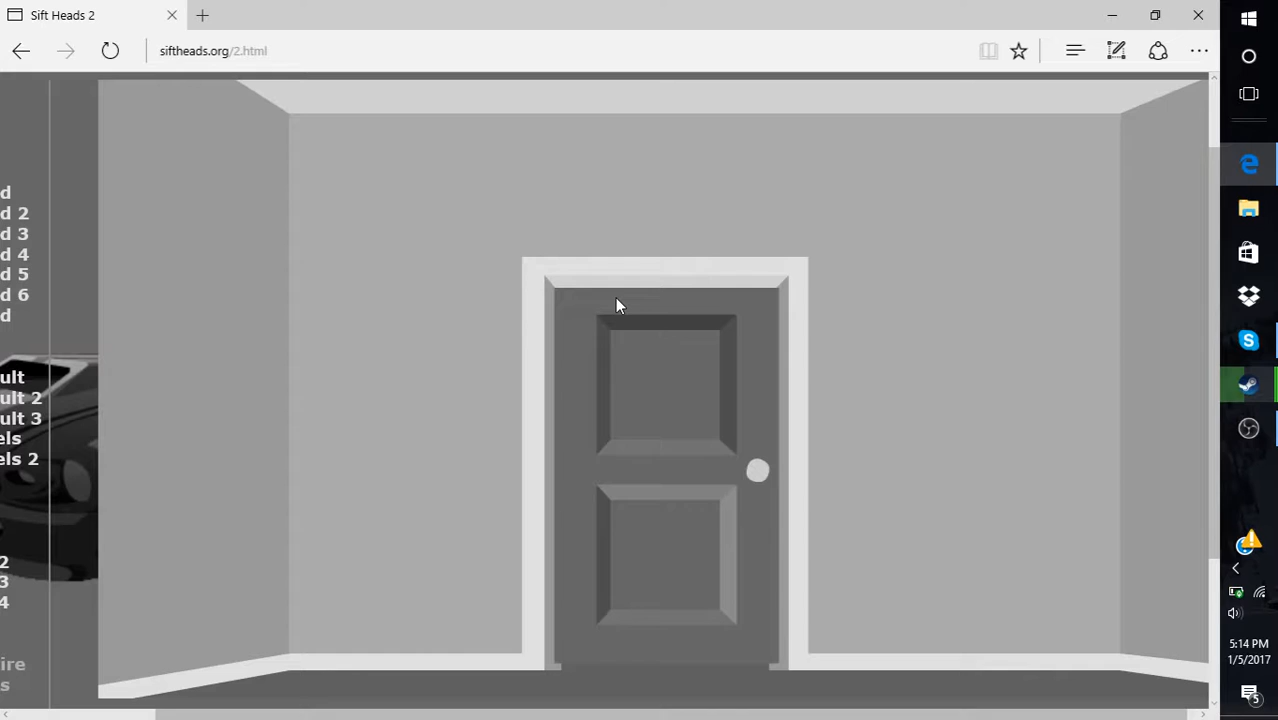 Sift Heads 2
siftheads.org/2.html
d
d 2
d 3
d 4
d 5
d 6
d
ult
ult 2
ult 3
els
els 2
2
3
4
ire
s
5:14 PM
1/5/2017
5